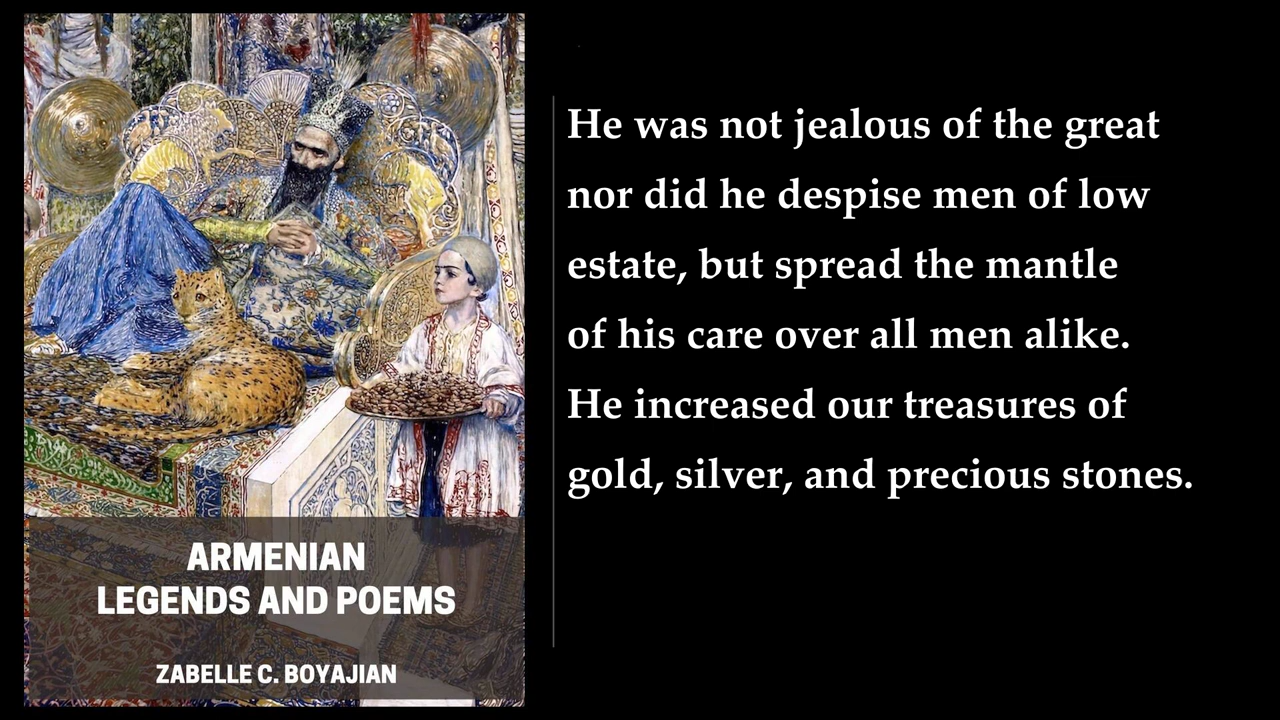 He was not jealous of the great
nor did he despise men of low
estate, but spread the mantle
of his care over all men alike.
He increased our treasures of
gold, silver, and precious stones.
ARMENIAN
LEGENDS AND POEMS
ZABELLE C. BOYAJIAN